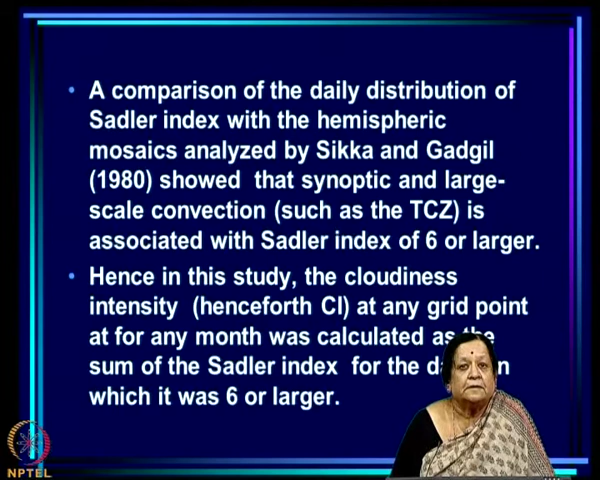 • A comparison of the daily distribution of
Sadler index with the hemispheric
mosaics analyzed by Sikka and Gadgil
(1980) showed that synoptic and large-
scale convection (such as the TCZ) is
associated with Sadler index of 6 or larger.
• Hence in this study, the cloudiness
intensity (henceforth CI) at any grid point
at for any month was calculated as the
sum of the Sadler index for the
which it was 6 or larger.
NPTEL